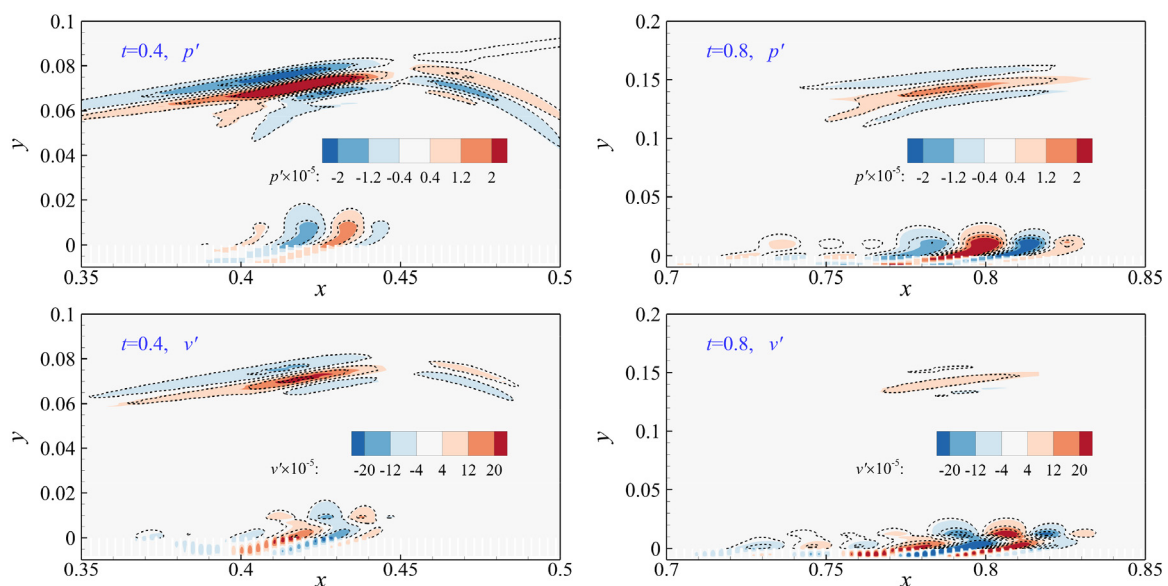 0.1
t=0.4, p′
0.08
0.06
y
0.04
p′×10⁻⁵: -2 -1.2 -0.4 0.4 1.2 2
0.02
0
0.35 0.4 0.45 0.5
x
0.2
t=0.8, p′
0.15
y
0.1
p′×10⁻⁵: -2 -1.2 -0.4 0.4 1.2 2
0.05
0
0.7 0.75 0.8 0.85
x
0.1
t=0.4, v′
0.08
0.06
y
0.04
v′×10⁻⁵: -20 -12 -4 4 12 20
0.02
0
0.35 0.4 0.45 0.5
x
0.2
t=0.8, v′
0.15
y
0.1
v′×10⁻⁵: -20 -12 -4 4 12 20
0.05
0
0.7 0.75 0.8 0.85
x